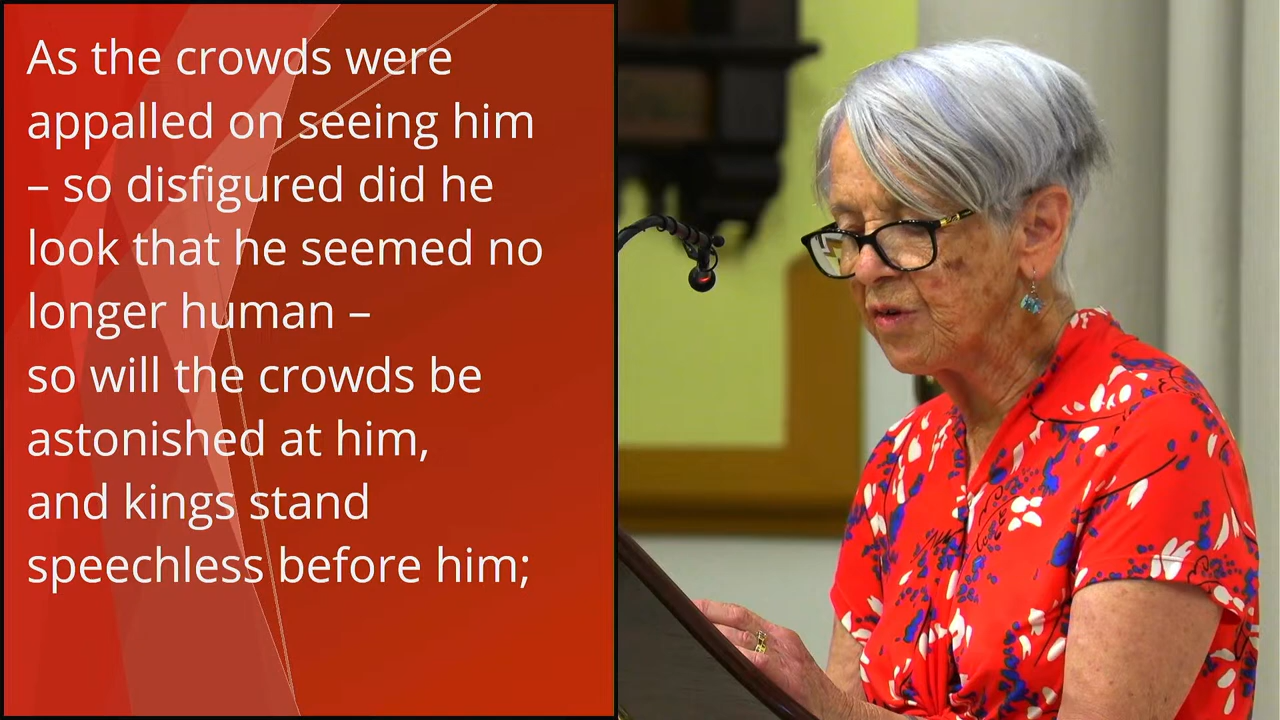 As the crowds were
appalled on seeing him
– so disfigured did he
look that he seemed no
longer human –
so will the crowds be
astonished at him,
and kings stand
speechless before him;